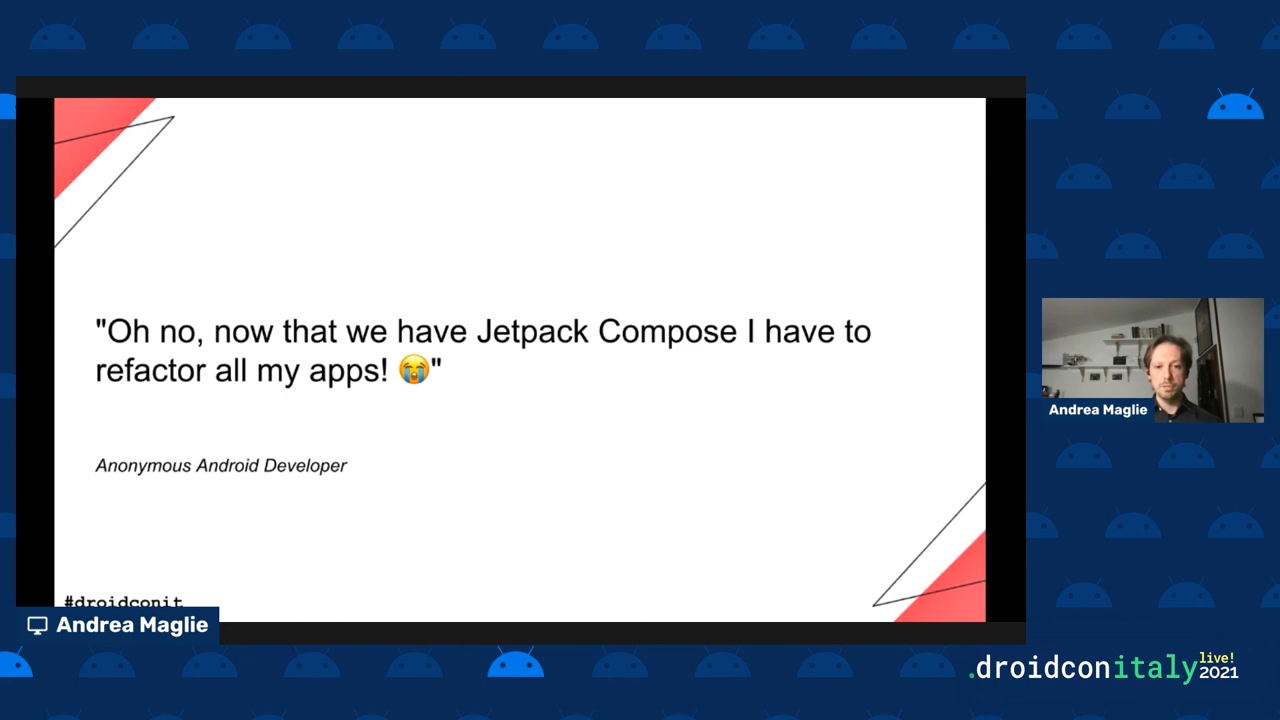 "Oh no, now that we have Jetpack Compose I have to
refactor all my apps! 😭"
Anonymous Android Developer
#droidconit
Andrea Maglie
Andrea Maglie
.droidconitaly live! 2021